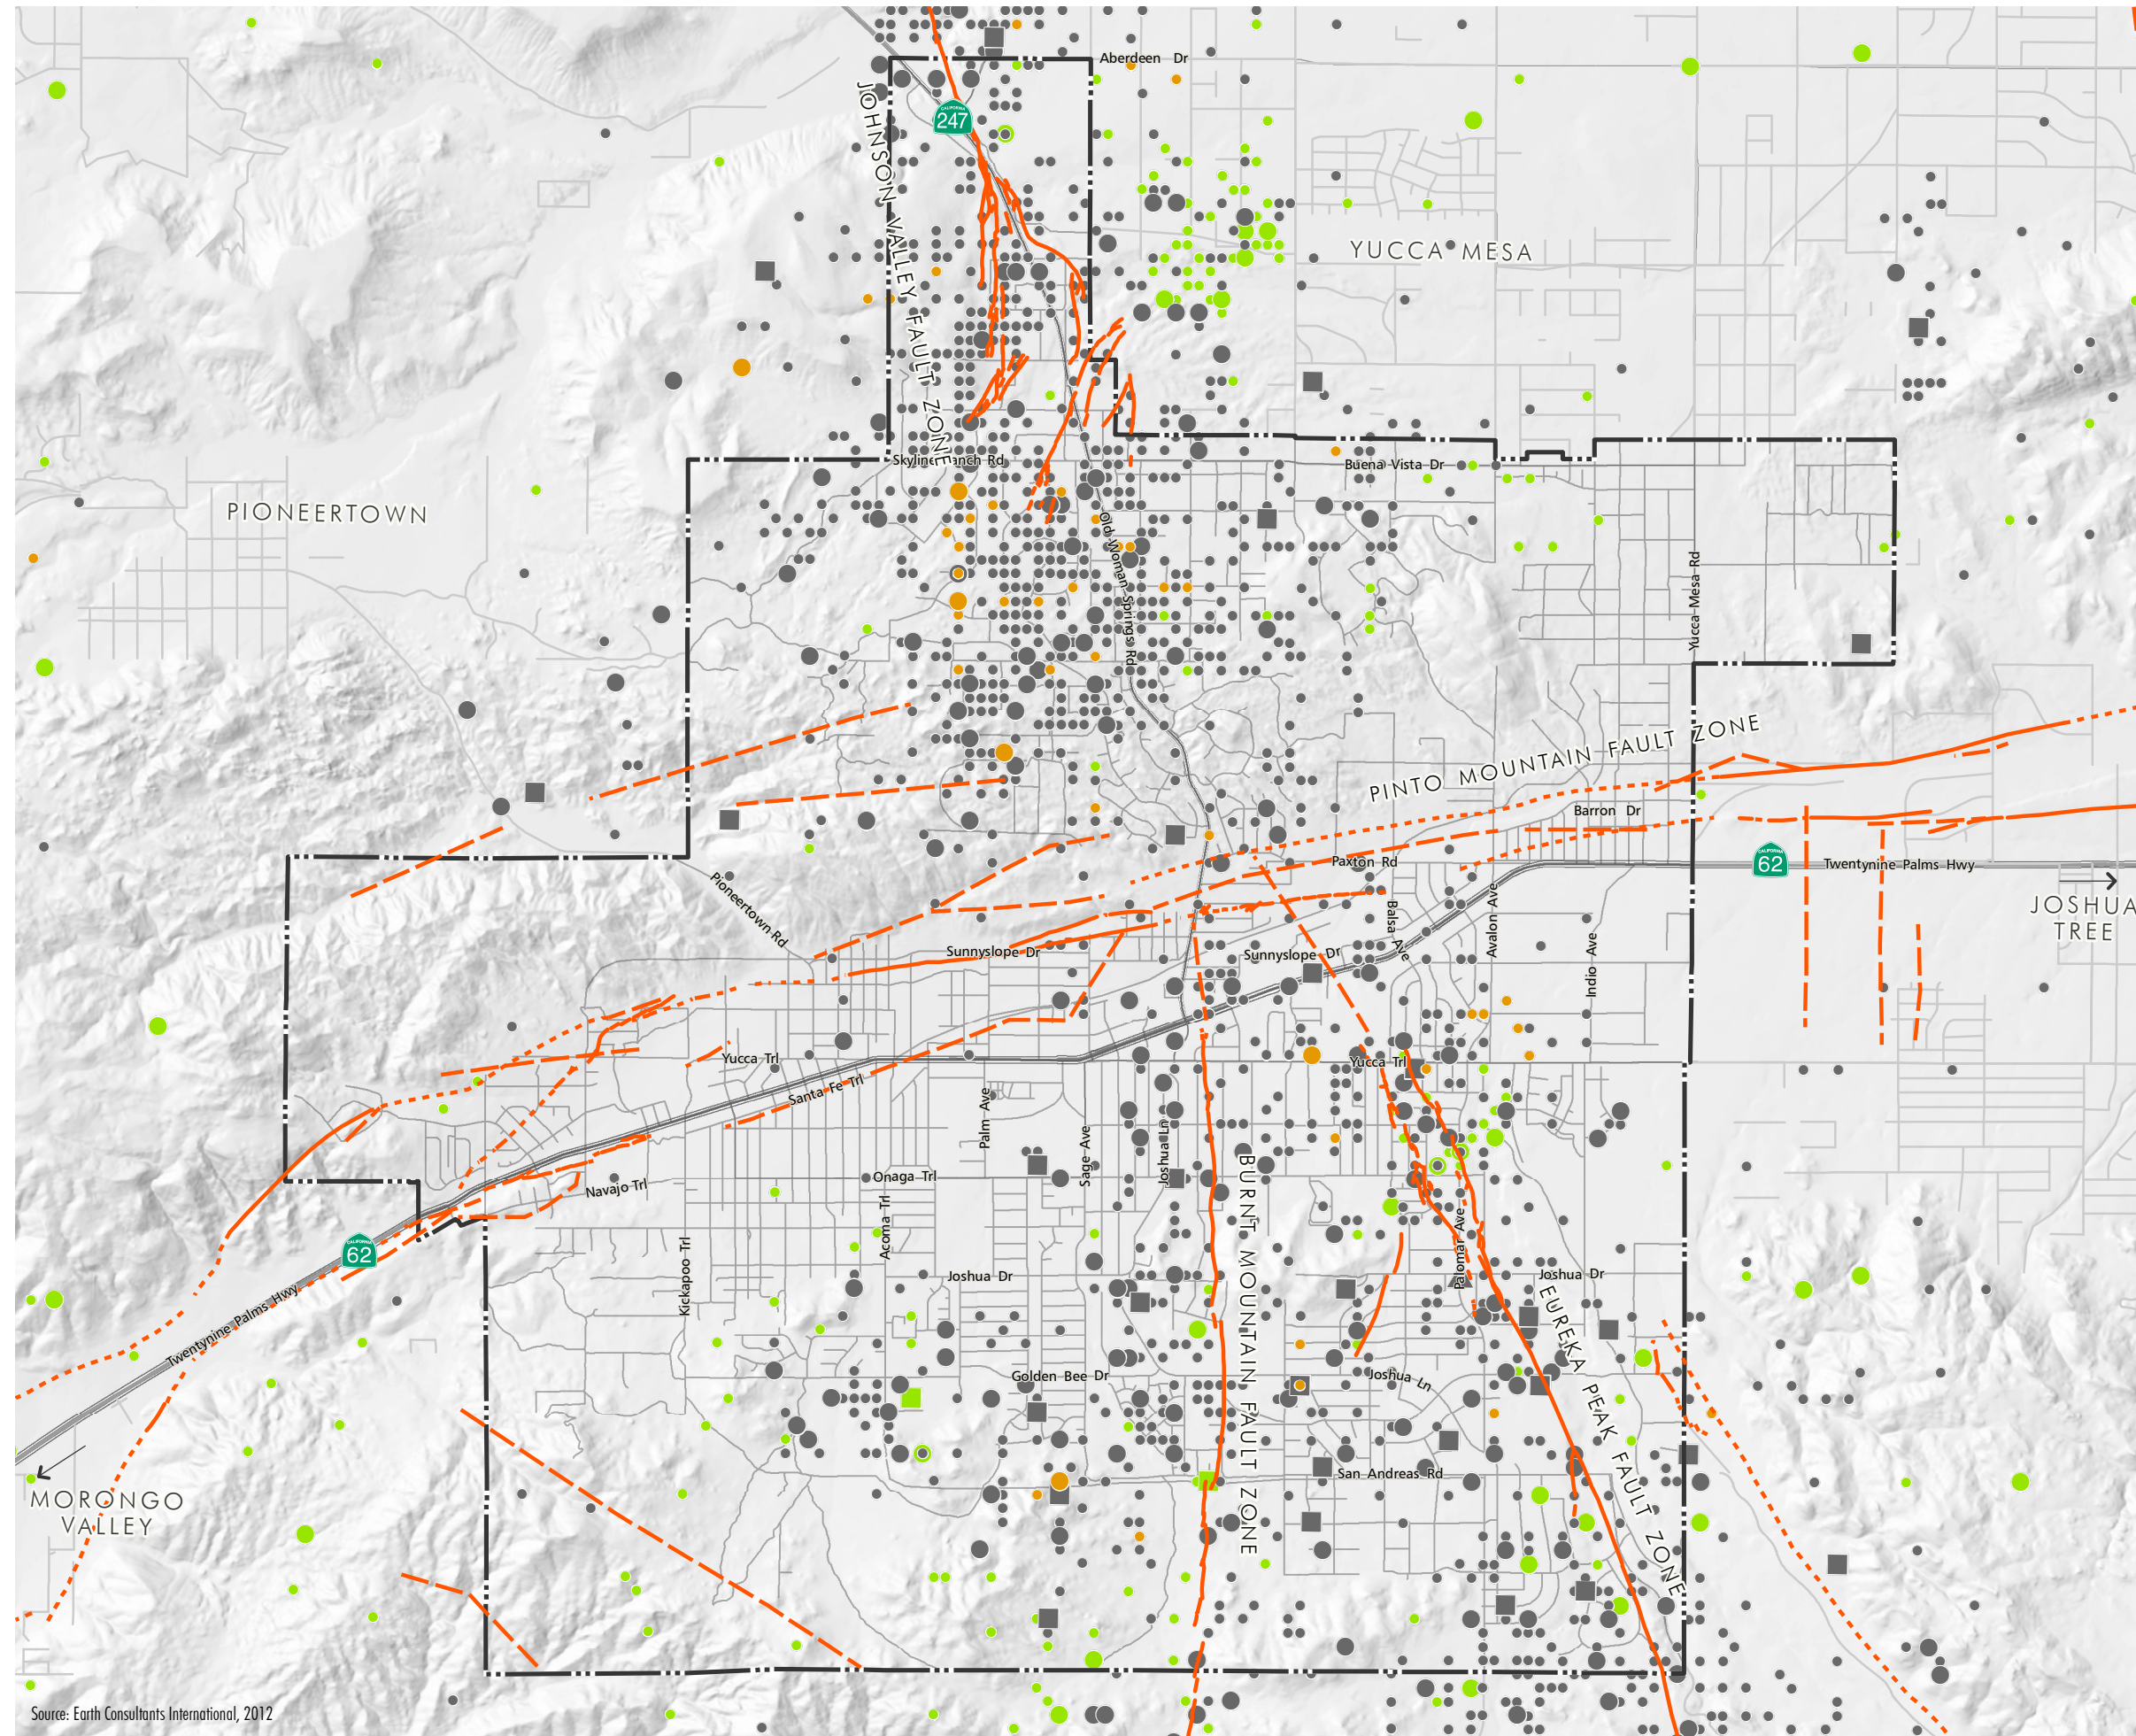 Aberdeen Dr
CALIFORNIA
247
JOHNSON VALLEY FAULT ZONE
YUCCA MESA
Buena Vista Dr
PIONEERTOWN
Old Woman Springs Rd
Yucca Mesa Rd
PINTO MOUNTAIN FAULT ZONE
Barron Dr
Paxton Rd
CALIFORNIA
62
Twentynine Palms Hwy
JOSHUA
TREE
Pioneertown Rd
Sunnyslope Dr
Sunnyslope Dr
Balsa Ave
Avalon Ave
Indio Ave
Yucca Trl
Yucca Trl
Santa Fe Trl
Palm Ave
Sage Ave
Joshua Ln
Onaga Trl
Navajo Trl
Acoma Trl
Kickapoo Trl
BURNT MOUNTAIN FAULT ZONE
Palomar Ave
CALIFORNIA
62
Twentynine Palms Hwy
Joshua Dr
Joshua Dr
EUREKA PEAK FAULT ZONE
Golden Bee Dr
Joshua Ln
San Andreas Rd
MORONGO
VALLEY
Source: Earth Consultants International, 2012